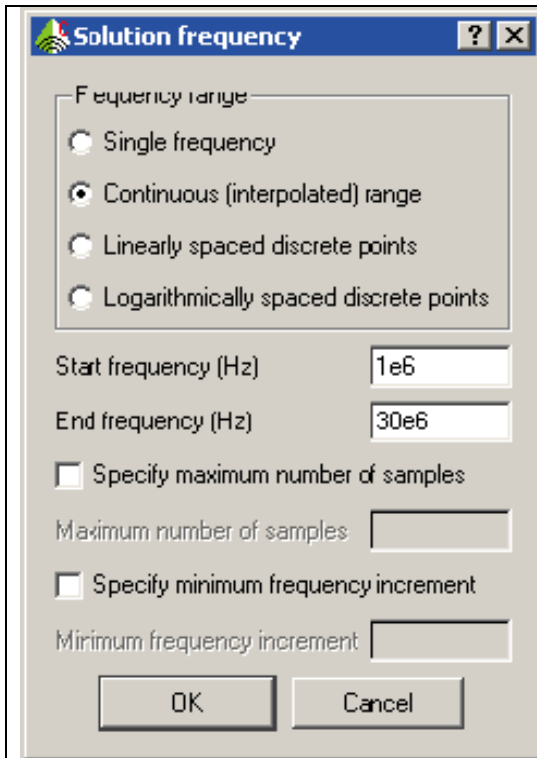 Solution frequency
Frequency range
Single frequency
Continuous (interpolated) range
Linearly spaced discrete points
Logarithmically spaced discrete points
Start frequency (Hz) 1e6
End frequency (Hz) 30e6
Specify maximum number of samples
Maximum number of samples
Specify minimum frequency increment
Minimum frequency increment
OK Cancel